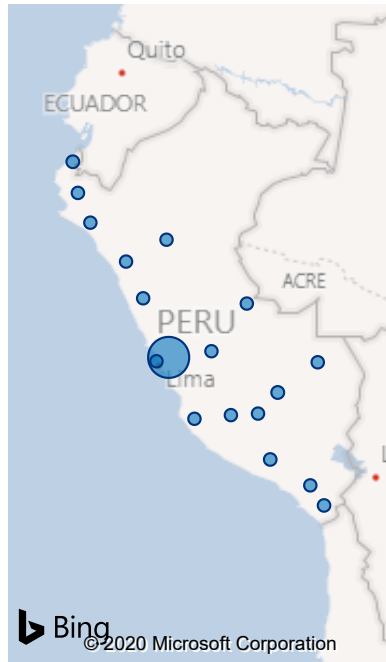 Quito
ECUADOR
ACRE
PERU
Lima
L
Bing
© 2020 Microsoft Corporation